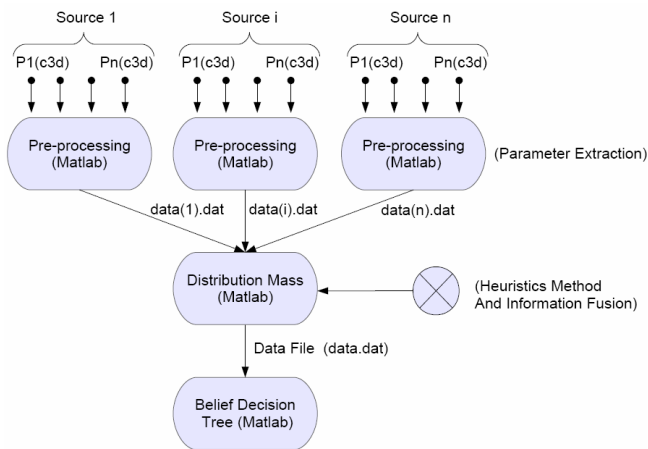 Source 1
Source i
Source n
P1(c3d)
Pn(c3d)
P1(c3d)
Pn(c3d)
P1(c3d)
Pn(c3d)
Pre-processing
(Matlab)
Pre-processing
(Matlab)
Pre-processing
(Matlab)
(Parameter Extraction)
data(1).dat
data(i).dat
data(n).dat
Distribution Mass
(Matlab)
(Heuristics Method
And Information Fusion)
Data File (data.dat)
Belief Decision
Tree (Matlab)